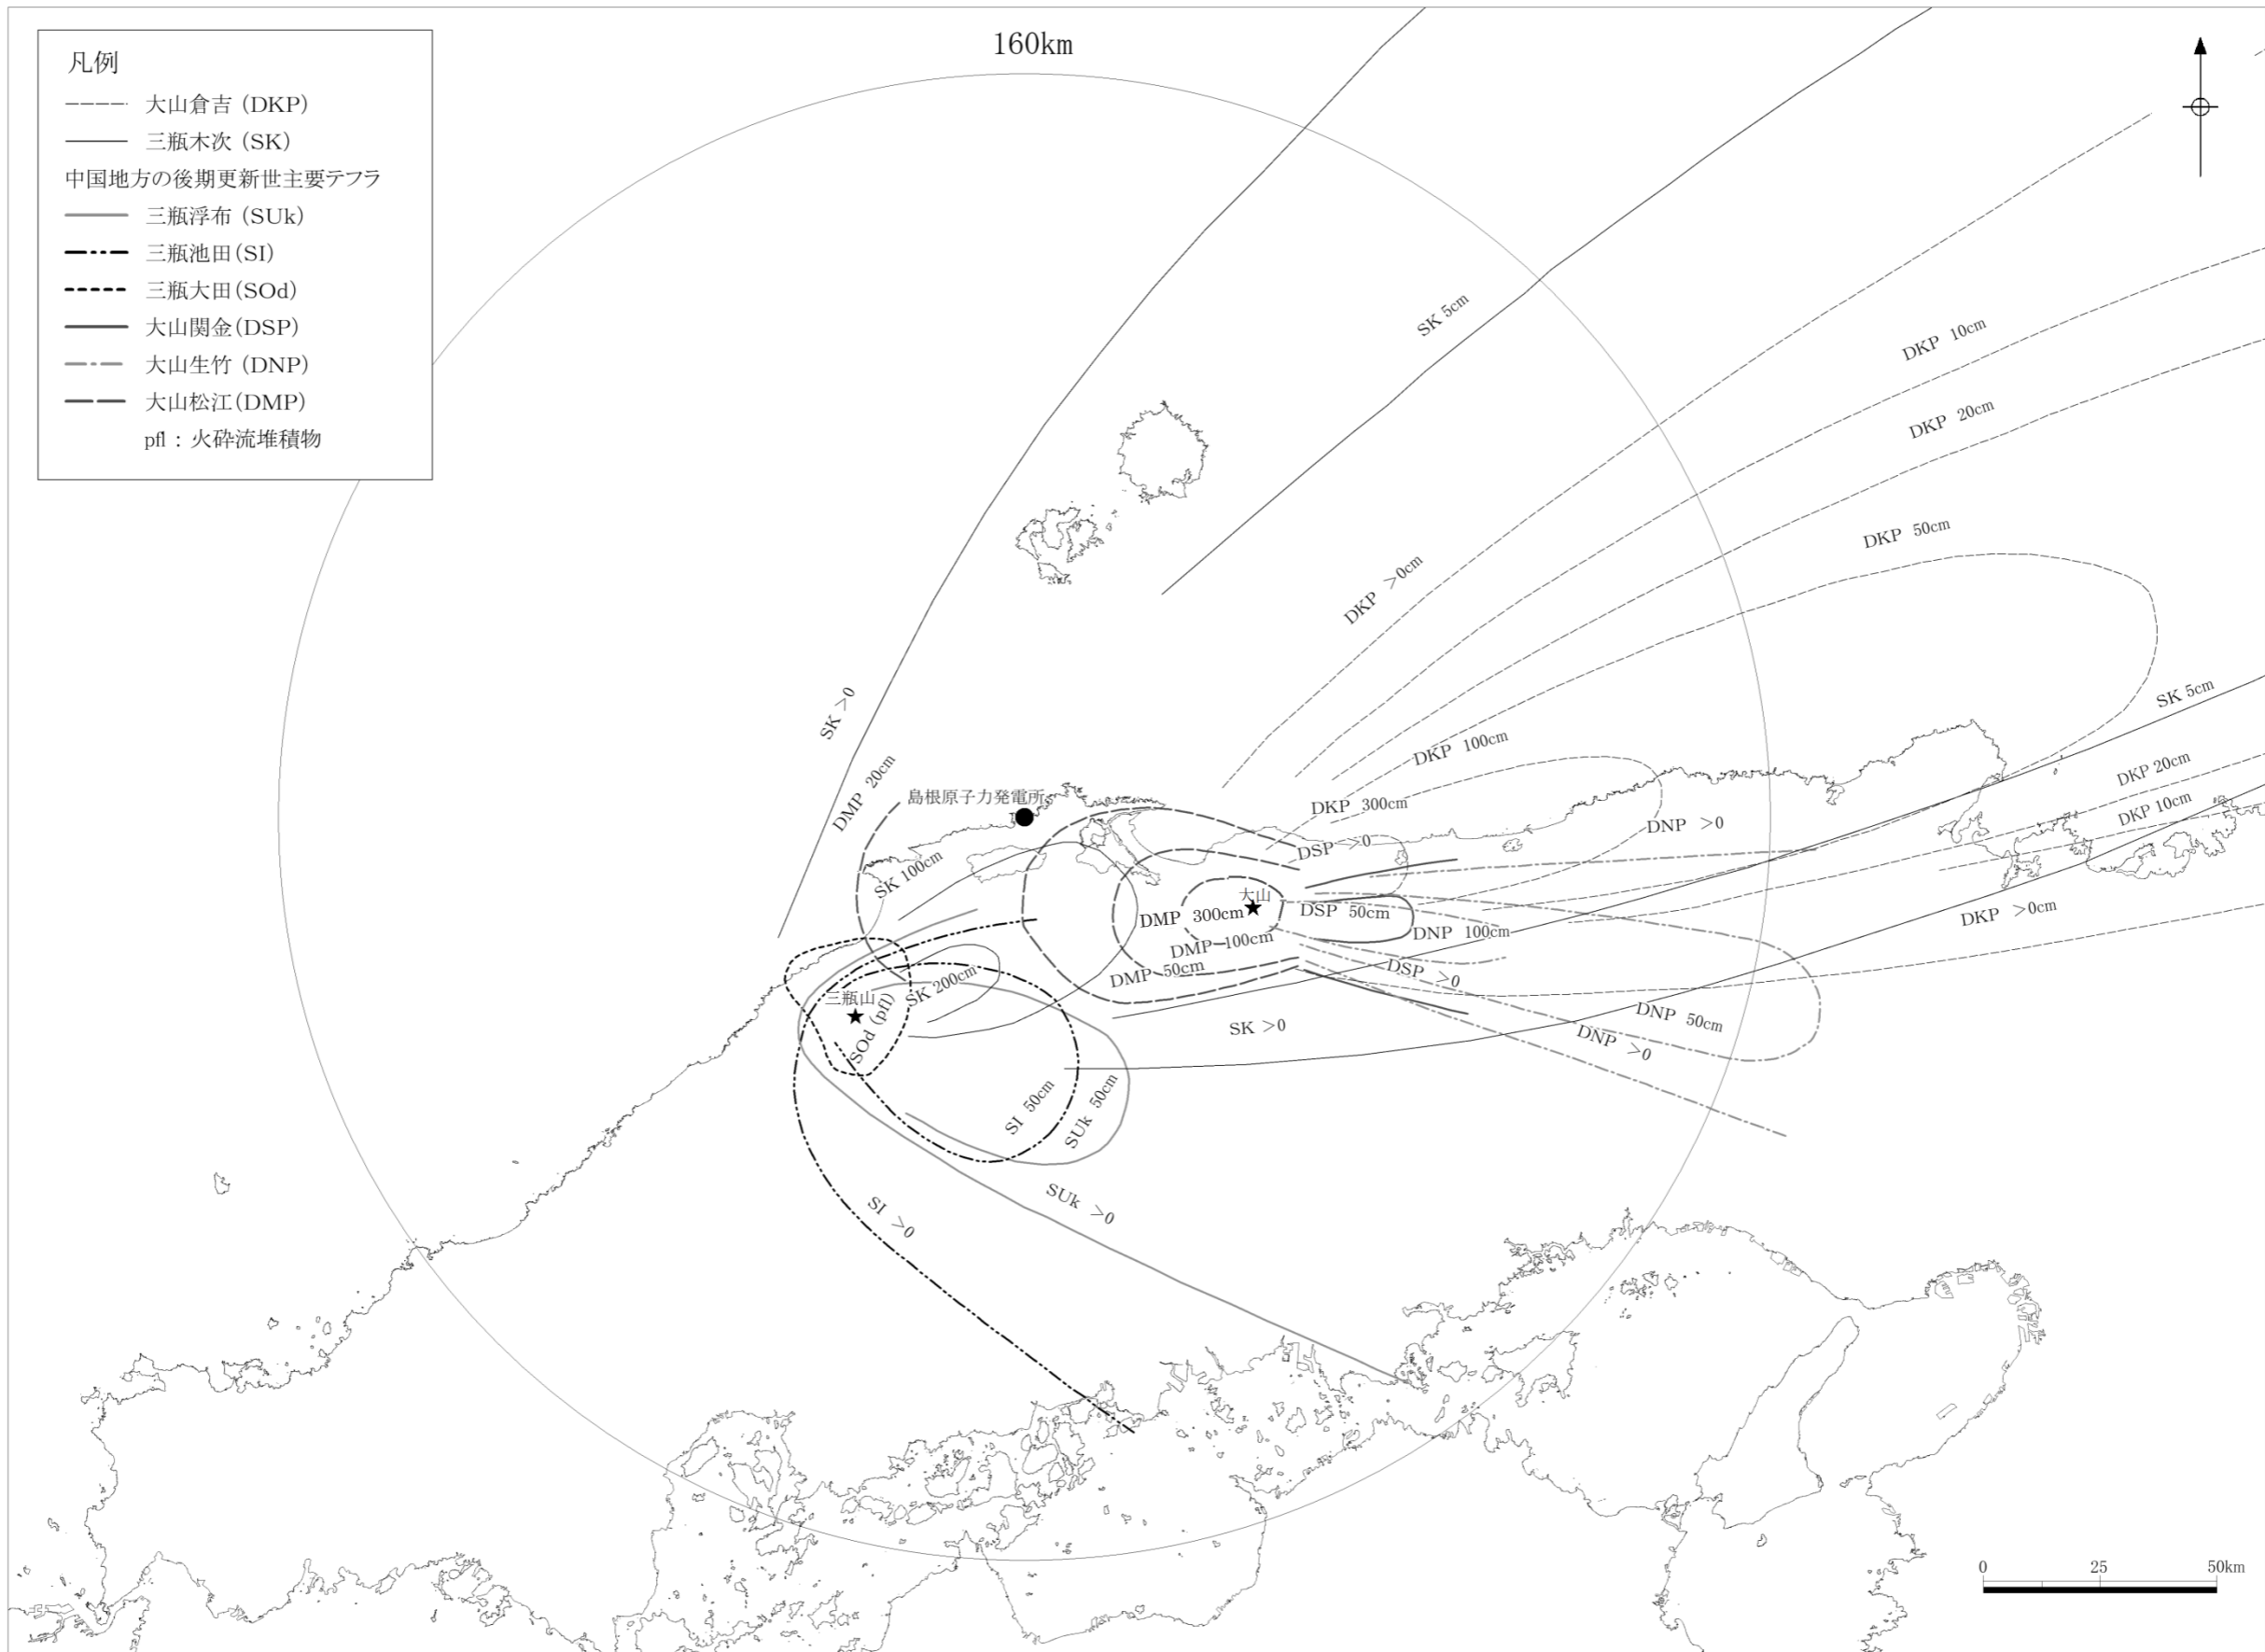 160km
凡例
大山倉吉 (DKP)
三瓶木次 (SK)
中国地方の後期更新世主要テフラ
三瓶浮布 (SUk)
三瓶池田(SI)
三瓶大田(SOd)
大山関金(DSP)
大山生竹 (DNP)
大山松江(DMP)
pfl : 火砕流堆積物
SK 5cm
DKP 10cm
DKP 20cm
DKP 50cm
DKP >0cm
SK >0
SK 5cm
DMP 20cm
DKP 100cm
DKP 20cm
島根原子力発電所
DKP 300cm
DKP 10cm
DNP >0
DSP >0
SK 100cm
大山
DMP 300cm
DSP 50cm
DKP >0cm
DNP 100cm
DMP 100cm
DMP 50cm
DSP >0
SK 200cm
三瓶山
SOd (pfl)
SK >0
DNP 50cm
DNP >0
SI 50cm
SUk 50cm
SUk >0
SI >0
0 25 50km